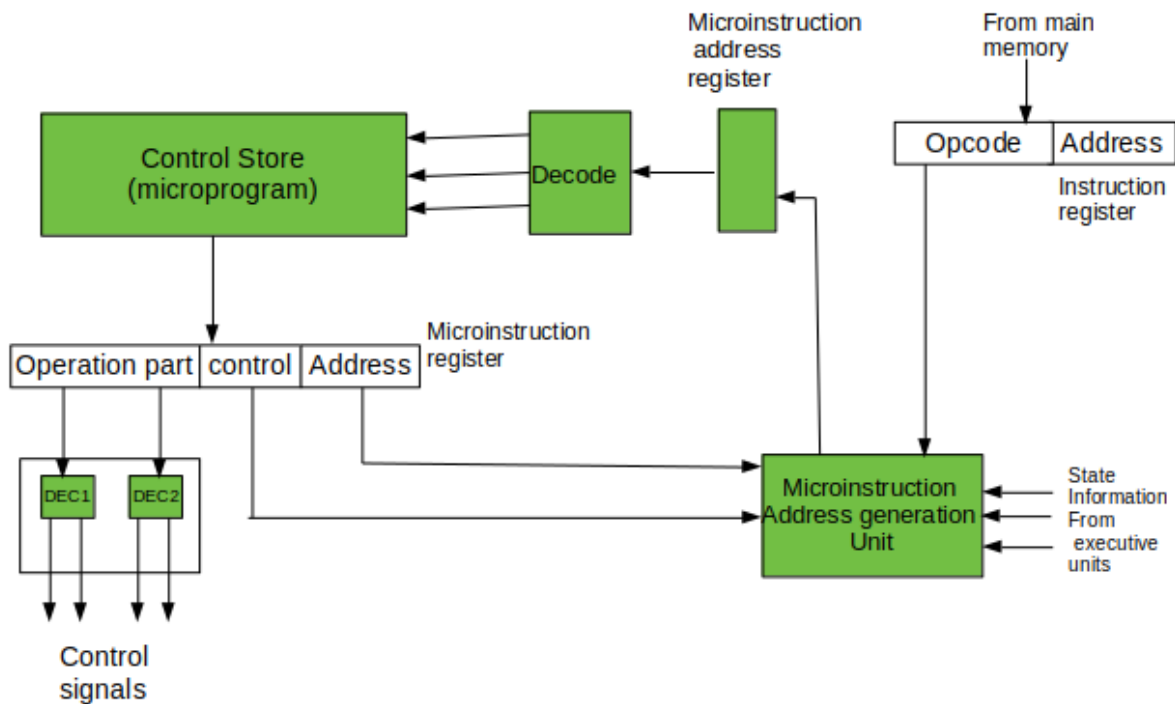 Microinstruction
address
register
From main
memory
Control Store
(microprogram)
Decode
Opcode
Address
Instruction
register
Microinstruction
register
Operation part
control
Address
DEC1
DEC2
Microinstruction
Address generation
Unit
State
Information
From
executive
units
Control
signals